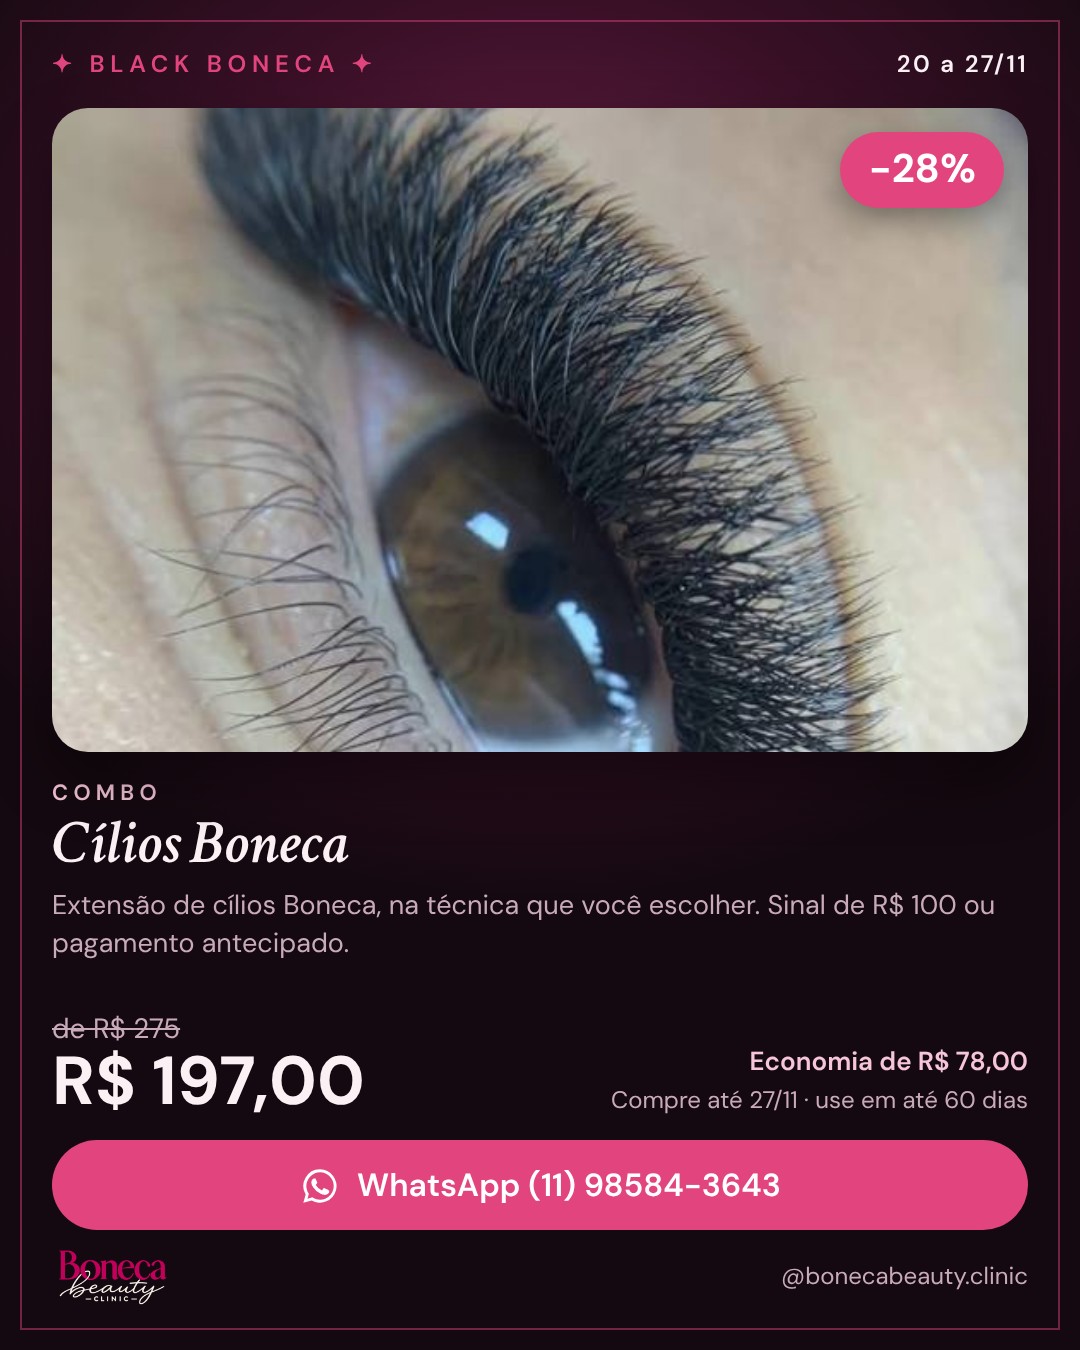 ✦ BLACK BONECA ✦
20 a 27/11
-28%
COMBO
Cílios Boneca
Extensão de cílios Boneca, na técnica que você escolher. Sinal de R$ 100 ou
pagamento antecipado.
de R$ 275
R$ 197,00
Economia de R$ 78,00
Compre até 27/11 · use em até 60 dias
WhatsApp (11) 98584-3643
Boneca
beauty
CLINIC
@bonecabeauty.clinic